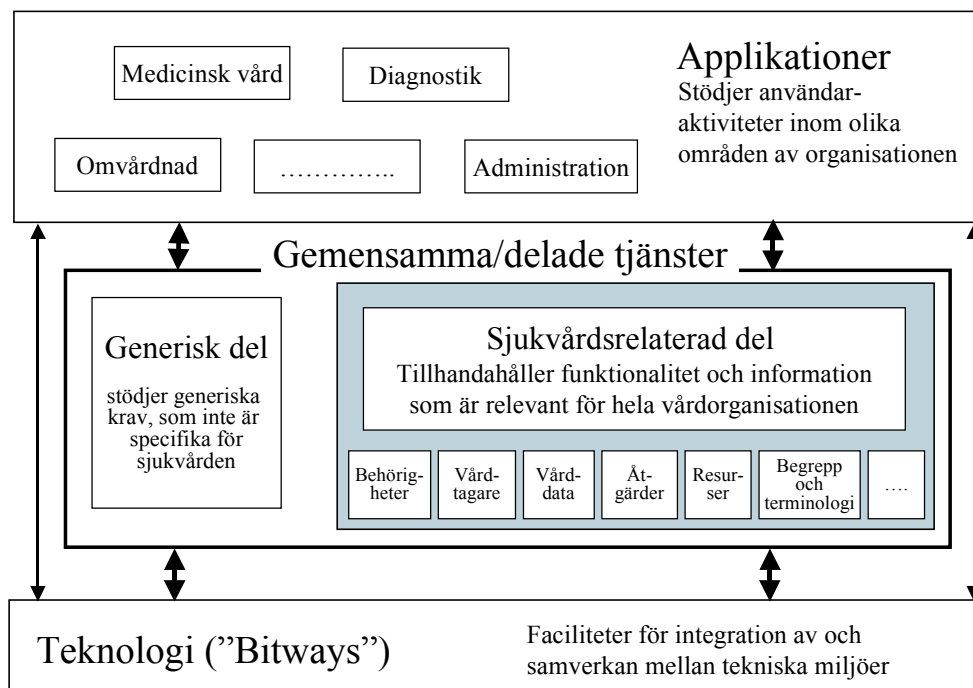 Medicinsk vård
Diagnostik
Applikationer
Stödjer användar-
aktiviteter inom olika
områden av organisationen
Omvårdnad
…………..
Administration
Gemensamma/delade tjänster
Generisk del
stödjer generiska
krav, som inte är
specifika för
sjukvården
Sjukvårdsrelaterad del
Tillhandahåller funktionalitet och information
som är relevant för hela vårdorganisationen
Behörig-
heter
Vård-
tagare
Vård-
data
Åt-
gärder
Resur-
ser
Begrepp
och
terminologi
….
Teknologi (”Bitways”)
Faciliteter för integration av och
samverkan mellan tekniska miljöer